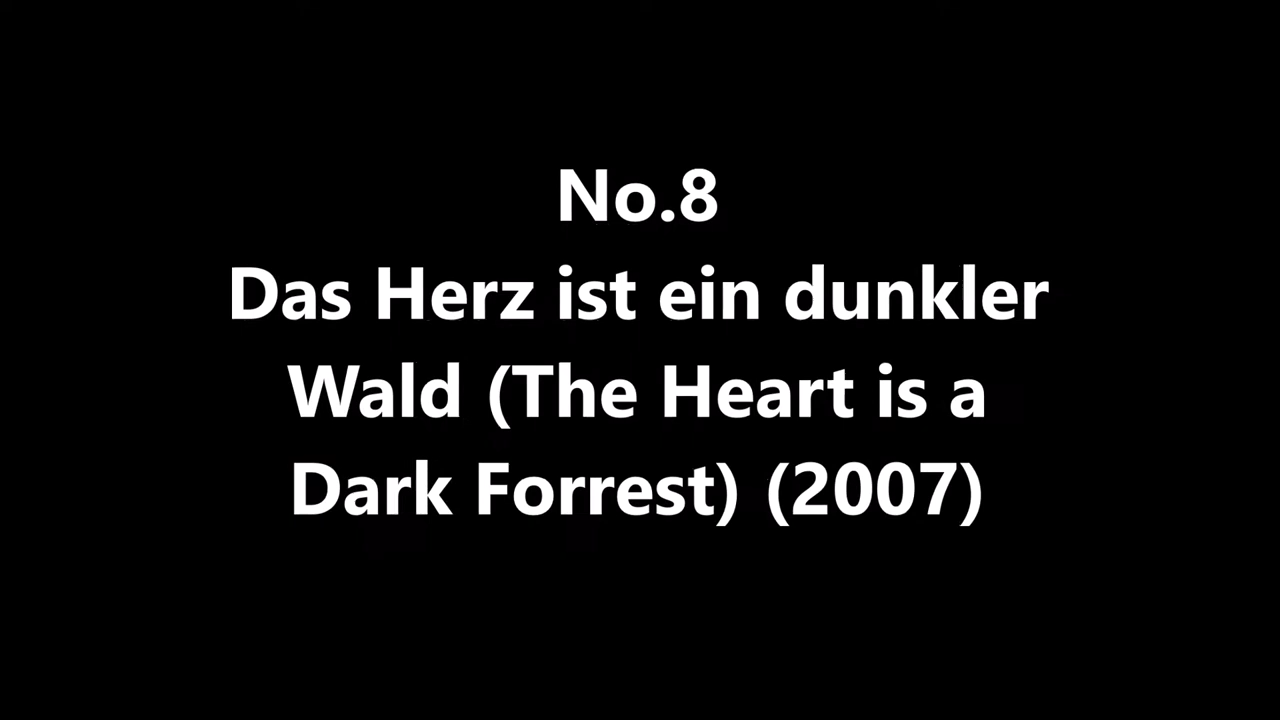 No.8
Das Herz ist ein dunkler
Wald (The Heart is a
Dark Forrest) (2007)